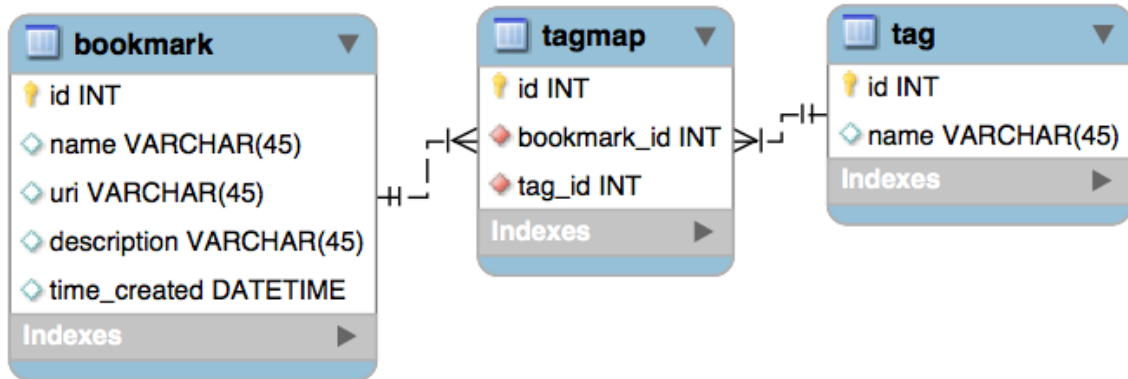 bookmark
id INT
name VARCHAR(45)
uri VARCHAR(45)
description VARCHAR(45)
time_created DATETIME
Indexes
tagmap
id INT
bookmark_id INT
tag_id INT
Indexes
tag
id INT
name VARCHAR(45)
Indexes